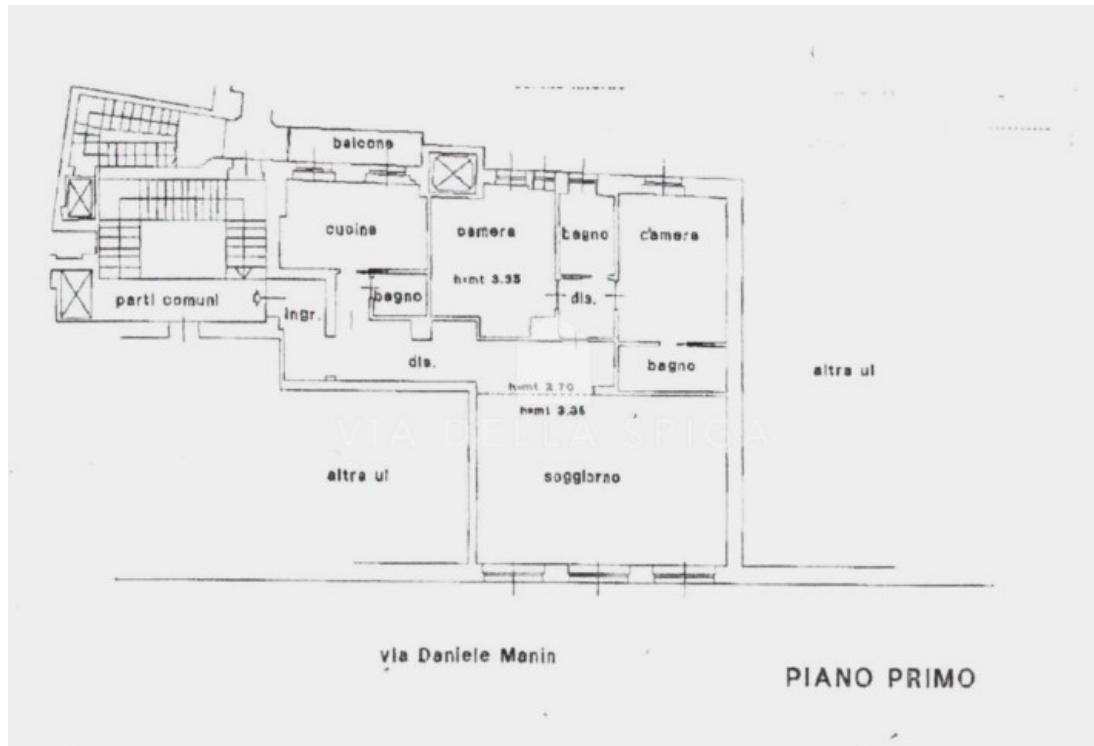 balcone
cucina
camera
bagno
camera
h=mt 3.35
bagno
dis.
parti comuni
ingr.
dis.
bagno
altra ui
h=mt 2.70
h=mt 3.35
VIA DELLA SPIGA
altra ui
soggiorno
via Daniele Manin
PIANO PRIMO